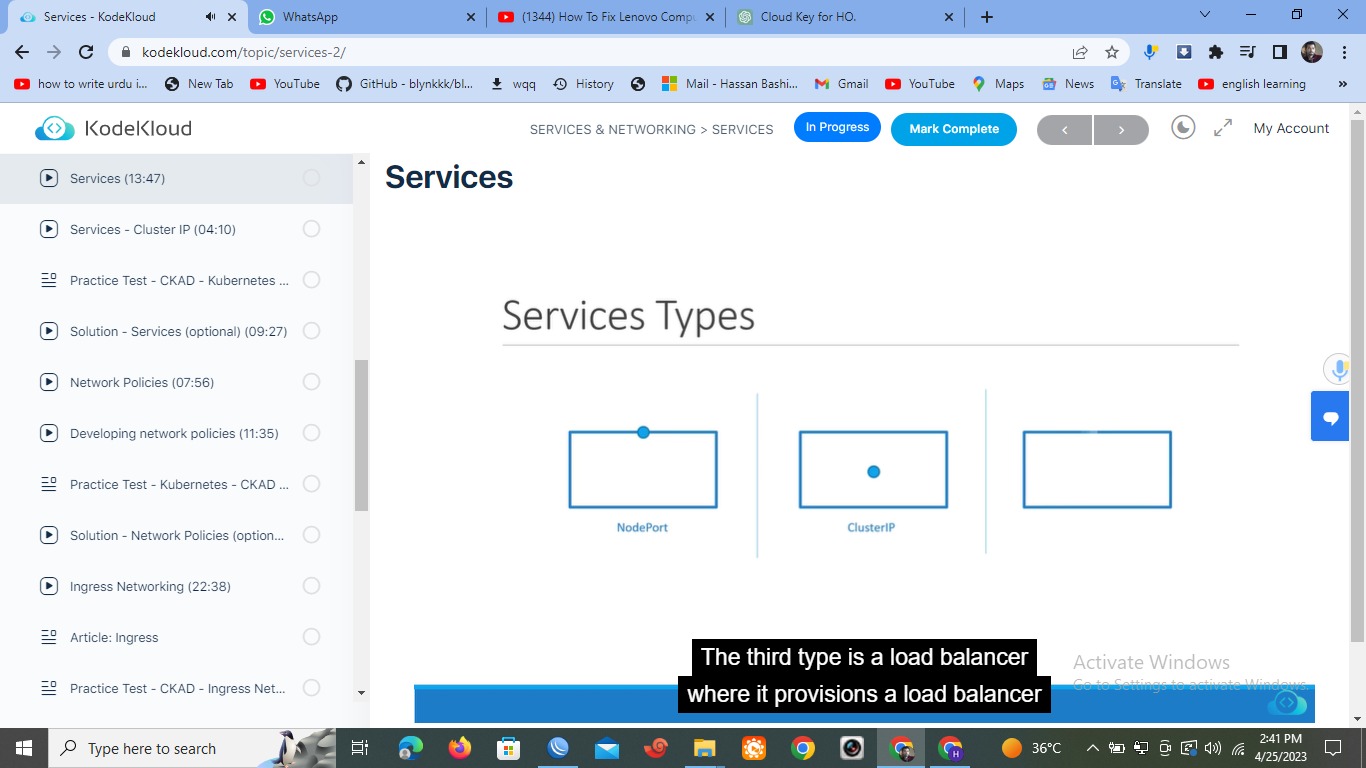 Services - KodeKloud
WhatsApp
(1344) How To Fix Lenovo Compu
Cloud Key for HO.
kodekloud.com/topic/services-2/
how to write urdu i...
New Tab
YouTube
GitHub - blynkkk/bl...
wqq
History
Mail - Hassan Bashi...
Gmail
YouTube
Maps
News
Translate
english learning
»
KodeKloud
SERVICES & NETWORKING > SERVICES
In Progress
Mark Complete
<
>
My Account
Services (13:47)
Services - Cluster IP (04:10)
Practice Test - CKAD - Kubernetes ...
Solution - Services (optional) (09:27)
Network Policies (07:56)
Developing network policies (11:35)
Practice Test - Kubernetes - CKAD ...
Solution - Network Policies (option...
Ingress Networking (22:38)
Article: Ingress
Practice Test - CKAD - Ingress Net...
Services
Services Types
NodePort
ClusterIP
The third type is a load balancer
where it provisions a load balancer
Activate Windows
Go to Settings to activate Windows.
Type here to search
36°C
2:41 PM
4/25/2023